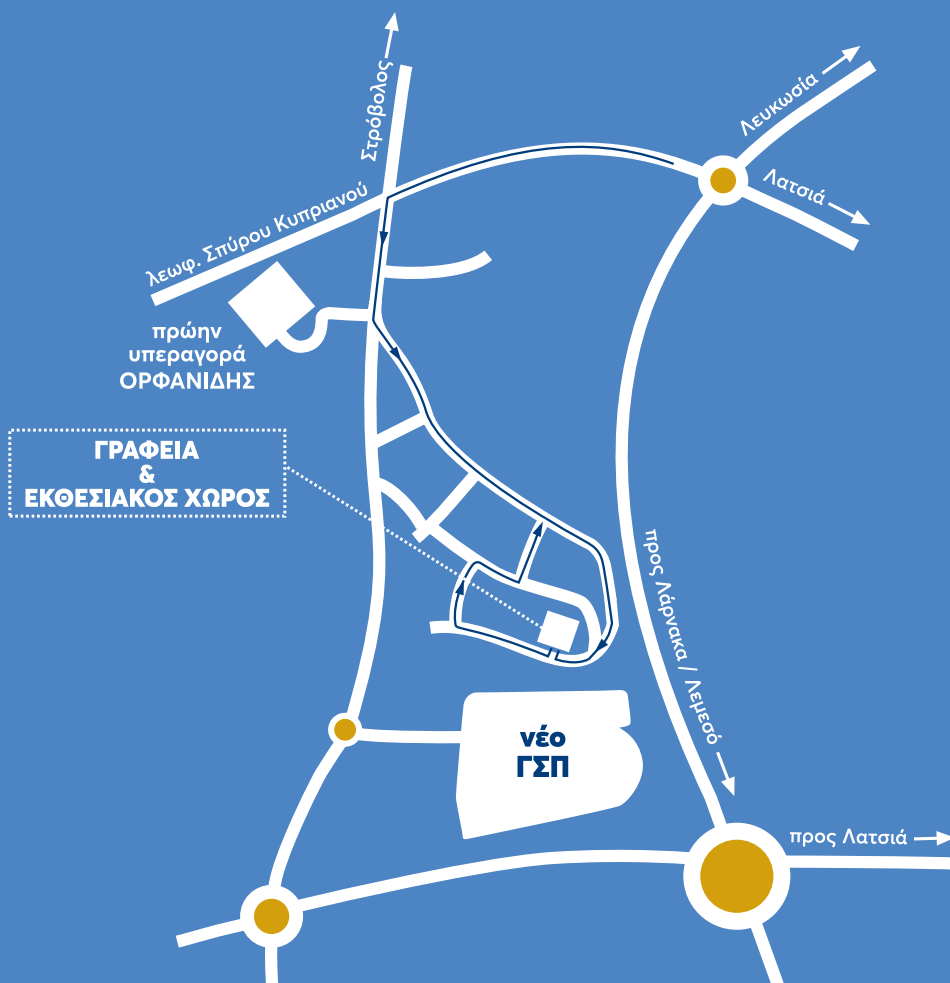 Στρόβολος
Λευκωσία
Λατσιά
λεωφ. Σπύρου Κυπριανού
πρώην
υπεραγορά
ΟΡΦΑΝΙΔΗΣ
ΓΡΑΦΕΙΑ
&
ΕΚΘΕΣΙΑΚΟΣ ΧΩΡΟΣ
προς Λάρνακα / Λεμεσό
νέο
ΓΣΠ
προς Λατσιά